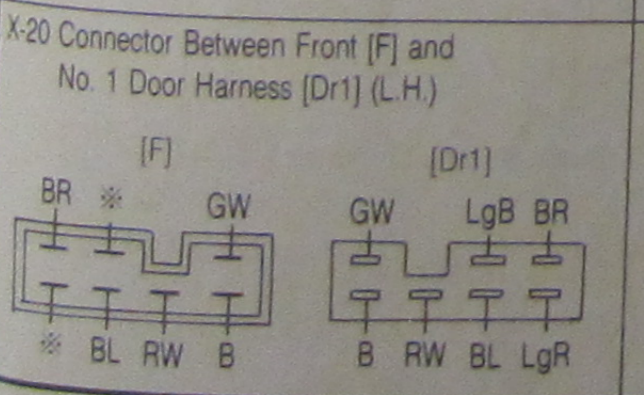 X-20 Connector Between Front [F] and
No. 1 Door Harness [Dr1] (L.H.)
[F]
BR ※ GW
※ BL RW B
[Dr1]
GW LgB BR
B RW BL LgR